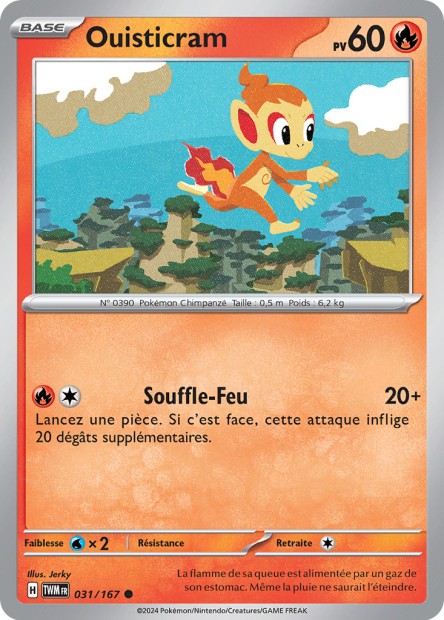 BASE Ouisticram PV 60
N° 0390 Pokémon Chimpanzé Taille : 0,5 m Poids : 6,2 kg
Souffle-Feu 20+
Lancez une pièce. Si c'est face, cette attaque inflige
20 dégâts supplémentaires.
Faiblesse ×2 Résistance Retraite
Illus. Jerky
H TWM FR 031/167
La flamme de sa queue est alimentée par un gaz de
son estomac. Même la pluie ne saurait l'éteindre.
©2024 Pokémon/Nintendo/Creatures/GAME FREAK